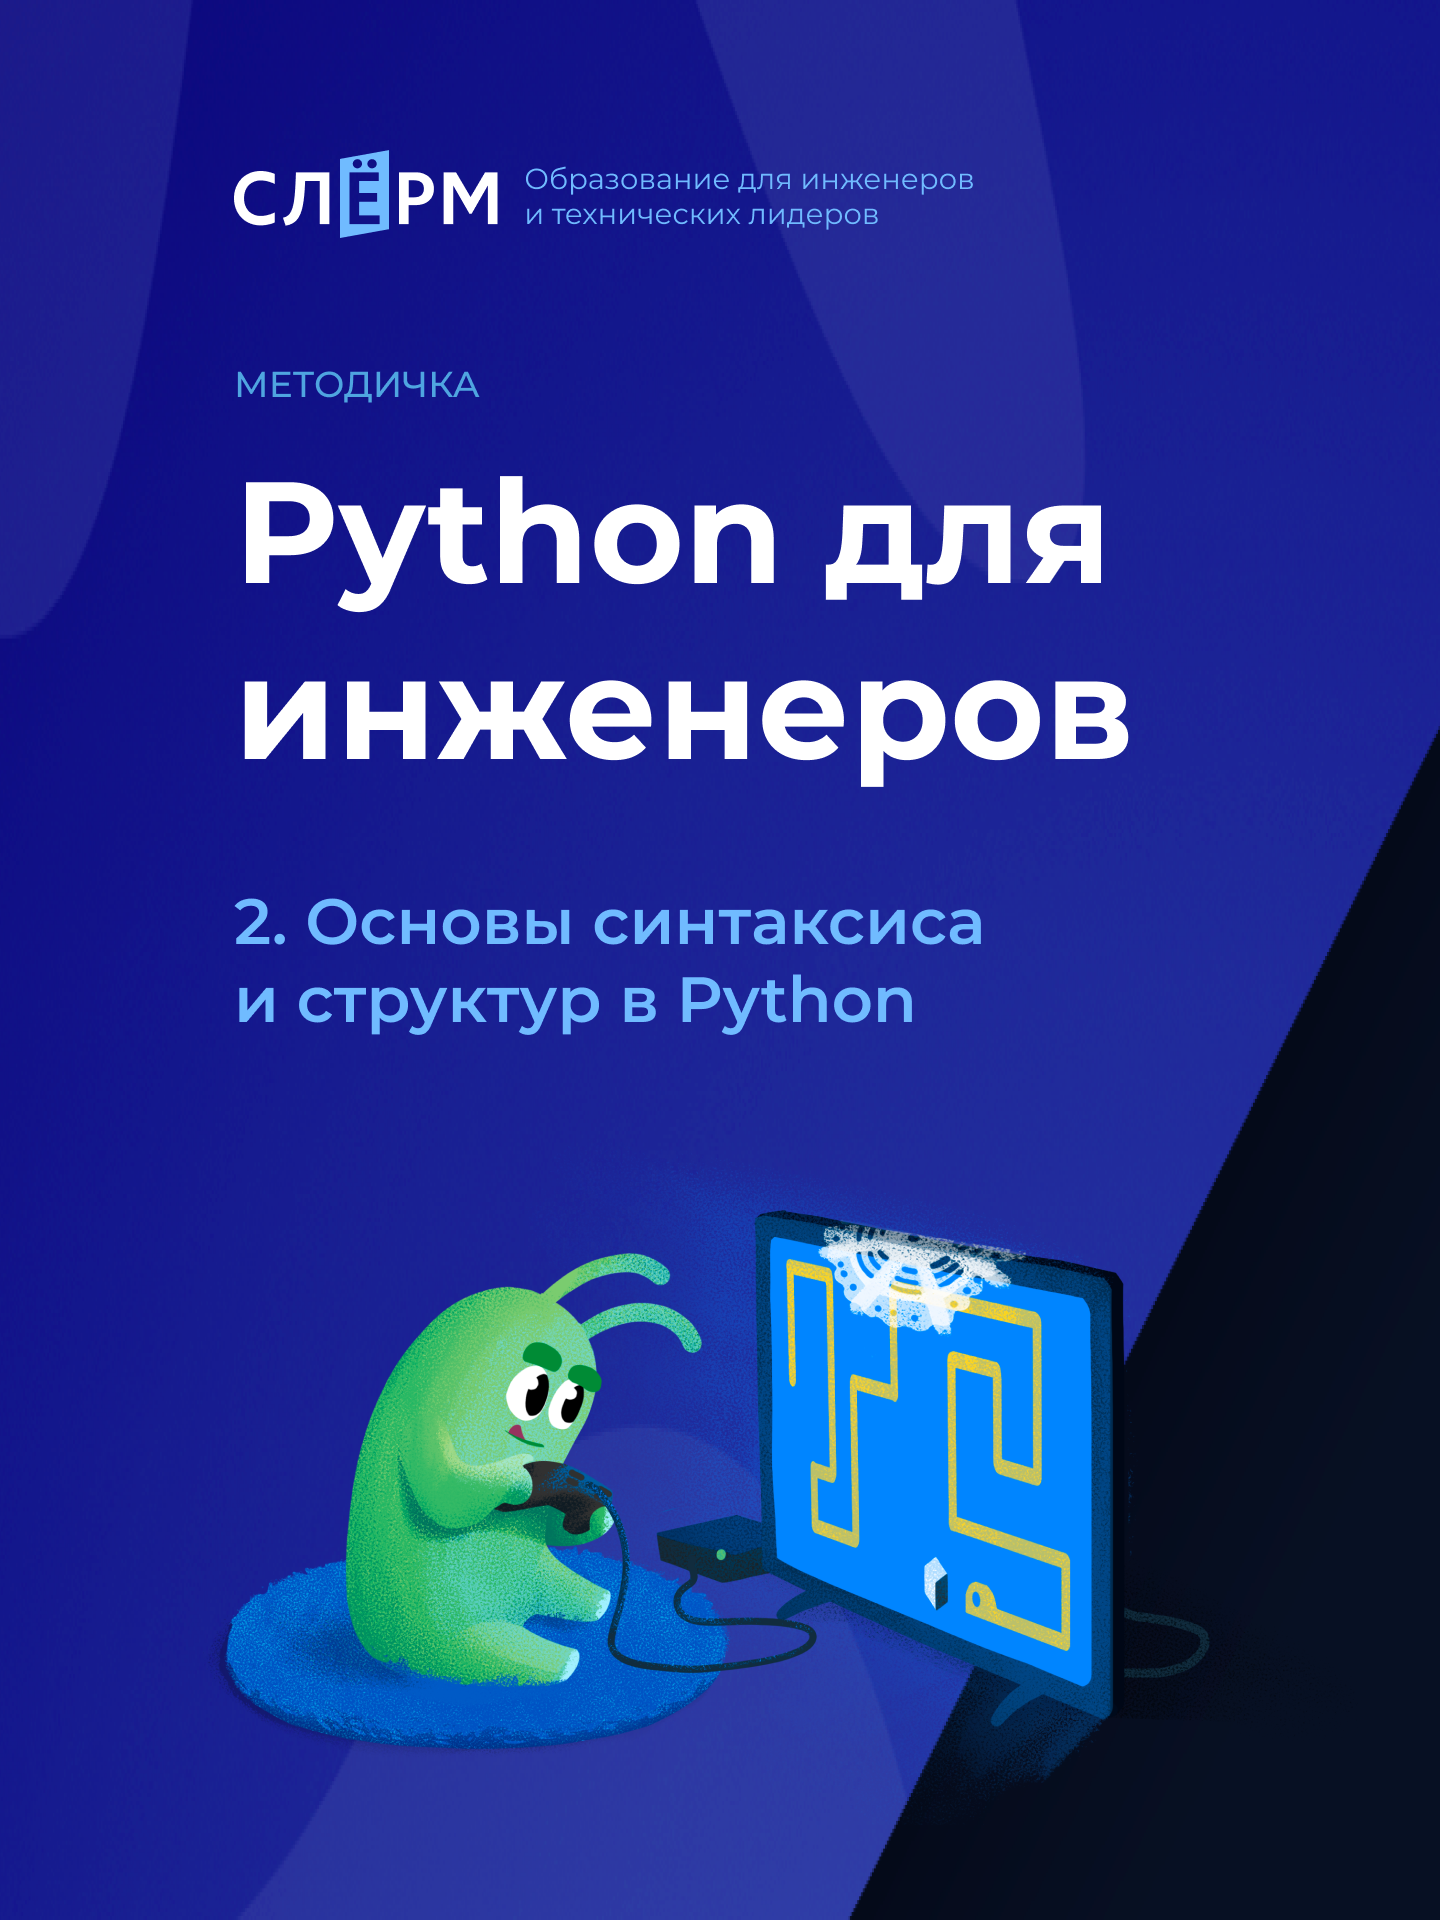 СЛЁРМ
Образование для инженеров
и технических лидеров
МЕТОДИЧКА
Python для
инженеров
2. Основы синтаксиса
и структур в Python